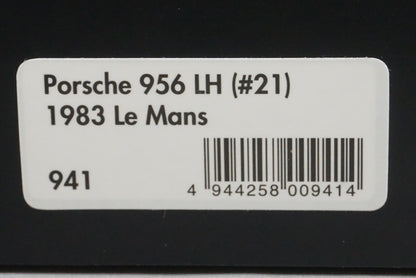 Porsche 956 LH (#21)
1983 Le Mans
941
4 944258 009414